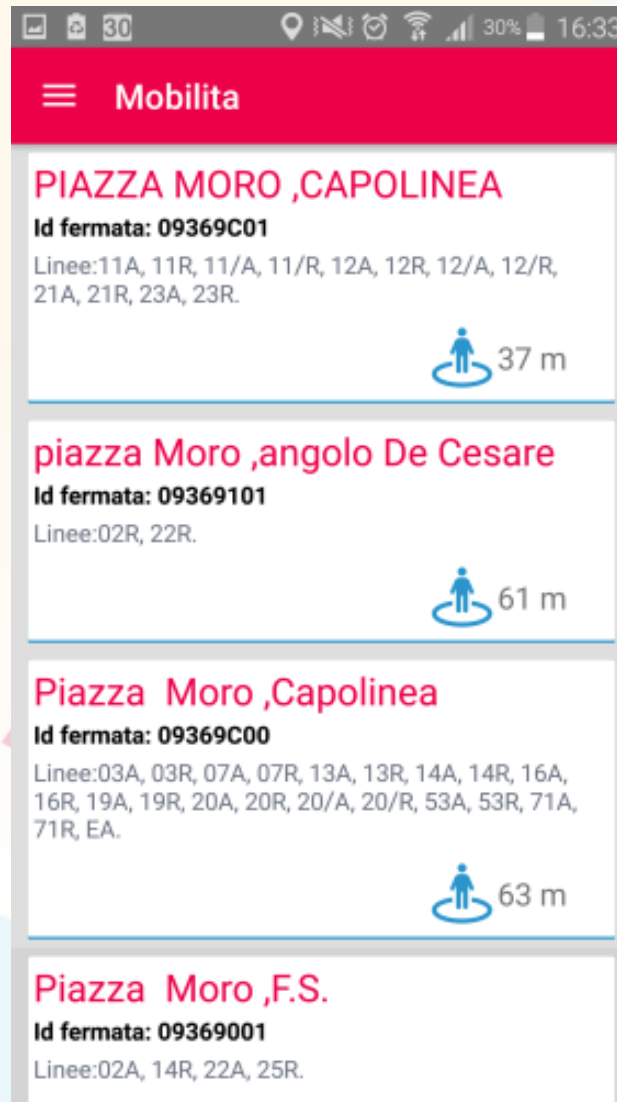 30 30% 16:33
Mobilita
PIAZZA MORO ,CAPOLINEA
Id fermata: 09369C01
Linee:11A, 11R, 11/A, 11/R, 12A, 12R, 12/A, 12/R,
21A, 21R, 23A, 23R.
37 m
piazza Moro ,angolo De Cesare
Id fermata: 09369101
Linee:02R, 22R.
61 m
Piazza  Moro ,Capolinea
Id fermata: 09369C00
Linee:03A, 03R, 07A, 07R, 13A, 13R, 14A, 14R, 16A,
16R, 19A, 19R, 20A, 20R, 20/A, 20/R, 53A, 53R, 71A,
71R, EA.
63 m
Piazza  Moro ,F.S.
Id fermata: 09369001
Linee:02A, 14R, 22A, 25R.